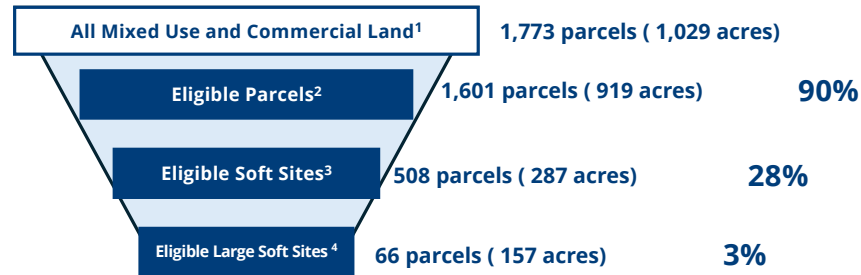 All Mixed Use and Commercial Land¹ 1,773 parcels ( 1,029 acres)
Eligible Parcels² 1,601 parcels ( 919 acres) 90%
Eligible Soft Sites³ 508 parcels ( 287 acres) 28%
Eligible Large Soft Sites ⁴ 66 parcels ( 157 acres) 3%